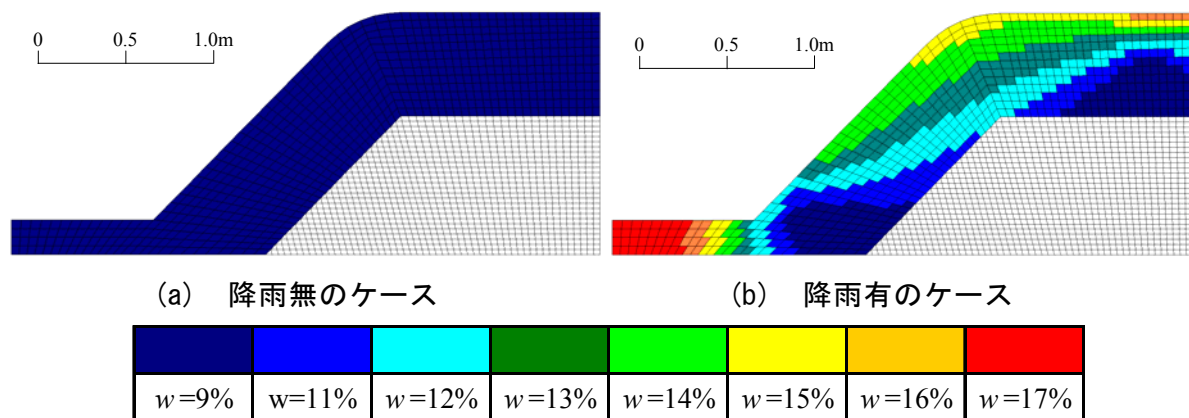 0 0.5 1.0m
0 0.5 1.0m
(a) 降雨無のケース
(b) 降雨有のケース
w=9% w=11% w=12% w=13% w=14% w=15% w=16% w=17%